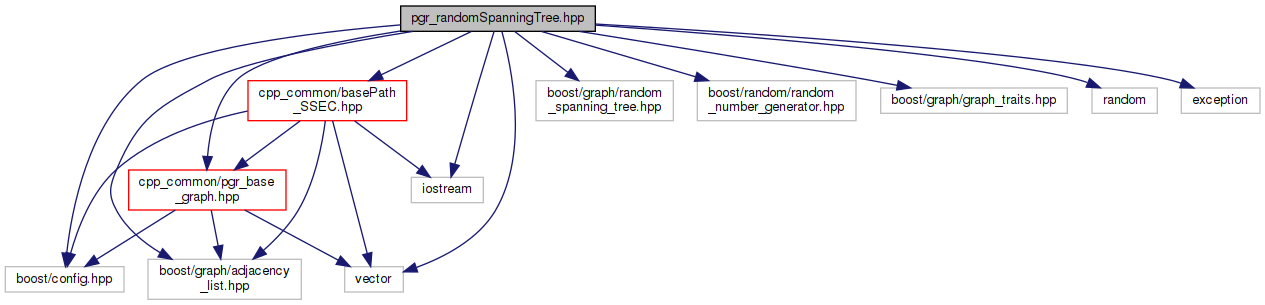 pgr_randomSpanningTree.hpp
cpp_common/basePath
_SSEC.hpp
boost/graph/random
_spanning_tree.hpp
boost/random/random
_number_generator.hpp
boost/graph/graph_traits.hpp
random
exception
cpp_common/pgr_base
_graph.hpp
iostream
boost/config.hpp
boost/graph/adjacency
_list.hpp
vector